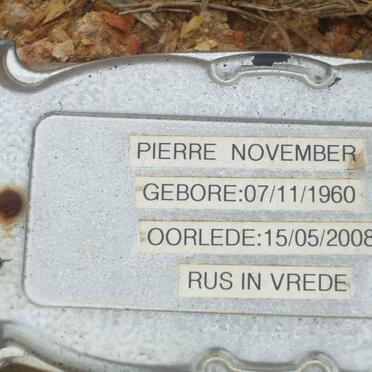 PIERRE NOVEMBER
GEBORE:07/11/1960
OORLEDE:15/05/2008
RUS IN VREDE